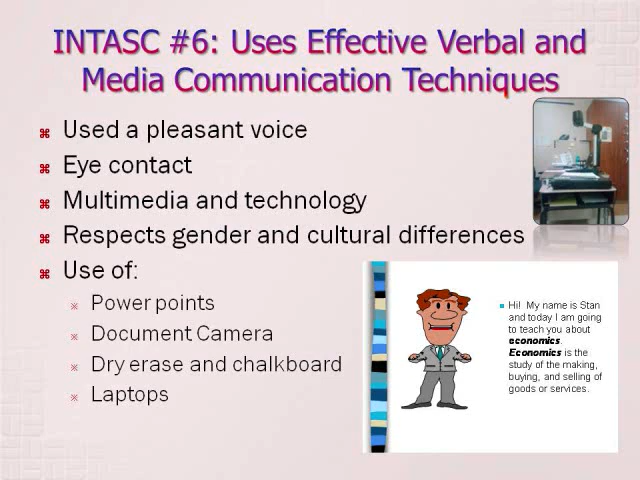 INTASC #6: Uses Effective Verbal and
Media Communication Techniques
Used a pleasant voice
Eye contact
Multimedia and technology
Respects gender and cultural differences
Use of:
Power points
Document Camera
Dry erase and chalkboard
Laptops
Hi! My name is Stan
and today I am going
to teach you about
economics.
Economics is the
study of the making,
buying, and selling of
goods or services.